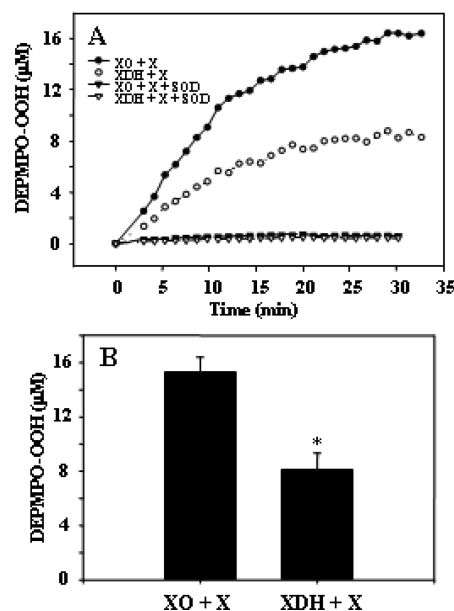 A
DEPMPO-OOH (µM)
16
12
8
4
0
XO + X
XDH + X
XO + X + SOD
XDH + X + SOD
0 5 10 15 20 25 30 35
Time (min)
B
DEPMPO-OOH (µM)
16
12
8
4
0
*
XO + X XDH + X